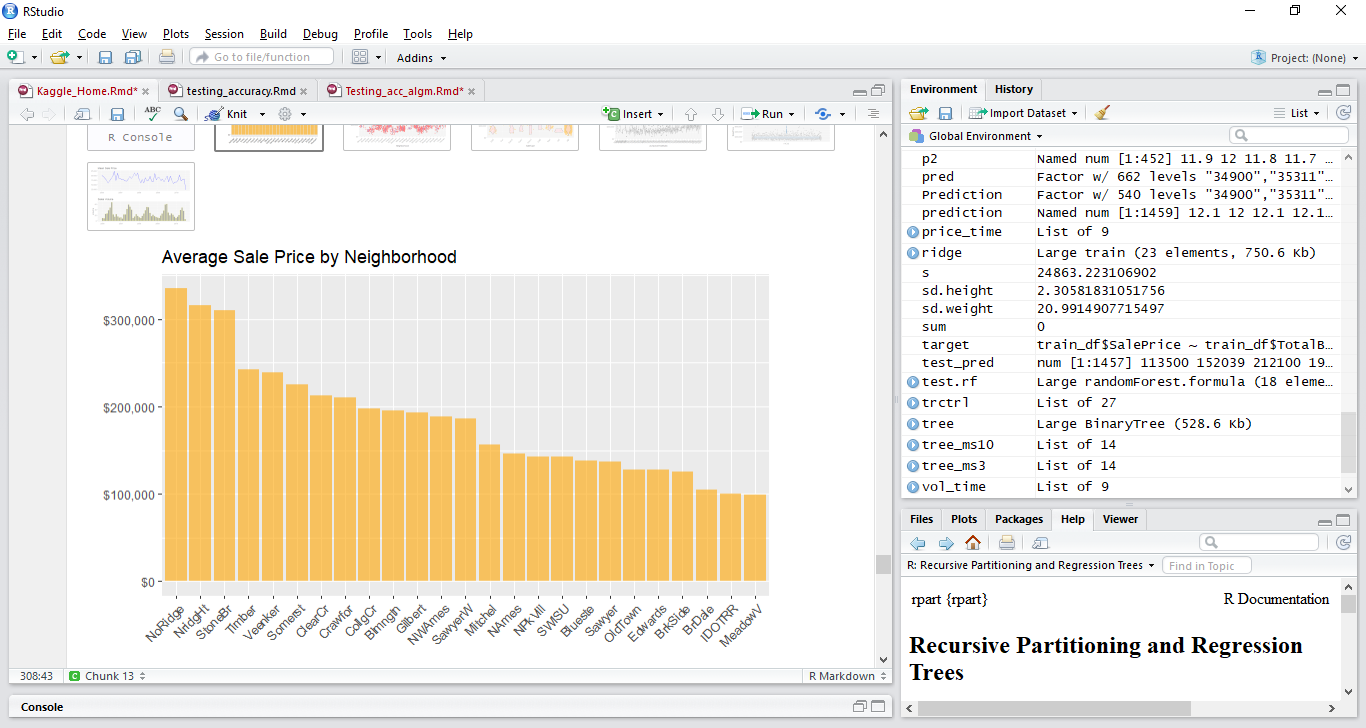 RStudio
File Edit Code View Plots Session Build Debug Profile Tools Help
Go to file/function Addins Project: (None)
Kaggle_Home.Rmd* testing_accuracy.Rmd Testing_acc_algm.Rmd*
ABC Knit Insert Run
R Console
Average Sale Price by Neighborhood
$300,000
$200,000
$100,000
$0
NoRidge NridgHt StoneBr Timber Veenker Somerst ClearCr Crawfor CollgCr Blmngtn Gilbert NWAmes SawyerW Mitchel NAmes NPkVill SWISU Blueste Sawyer OldTown Edwards BrkSide BrDale IDOTRR MeadowV
308:43 C Chunk 13 R Markdown
Console
Environment History
Import Dataset List
Global Environment
p2 Named num [1:452] 11.9 12 11.8 11.7 …
pred Factor w/ 662 levels "34900","35311"…
Prediction Factor w/ 540 levels "34900","35311"…
prediction Named num [1:1459] 12.1 12 12.1 12.1…
price_time List of 9
ridge Large train (23 elements, 750.6 Kb)
s 24863.223106902
sd.height 2.30581831051756
sd.weight 20.9914907715497
sum 0
target train_df$SalePrice ~ train_df$TotalB…
test_pred num [1:1457] 113500 152039 212100 19…
test.rf Large randomForest.formula (18 eleme…
trctrl List of 27
tree Large BinaryTree (528.6 Kb)
tree_ms10 List of 14
tree_ms3 List of 14
vol_time List of 9
Files Plots Packages Help Viewer
R: Recursive Partitioning and Regression Trees Find in Topic
rpart {rpart} R Documentation
Recursive Partitioning and Regression
Trees